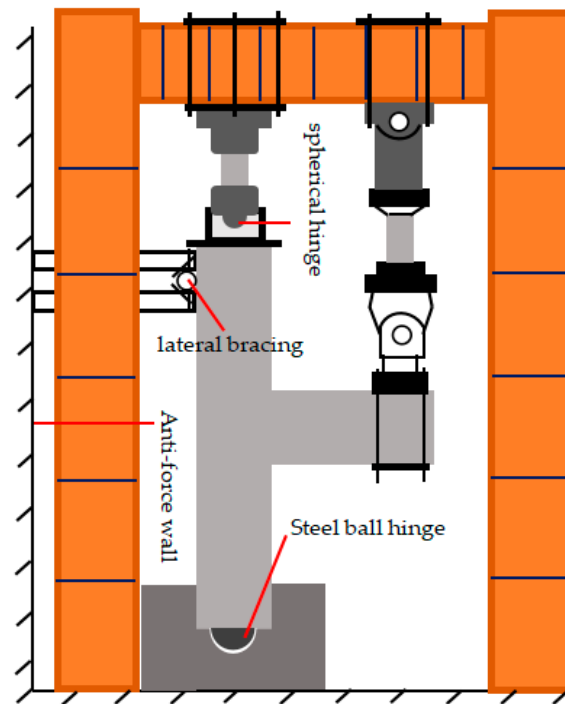 spherical hinge
lateral bracing
Anti-force wall
Steel ball hinge